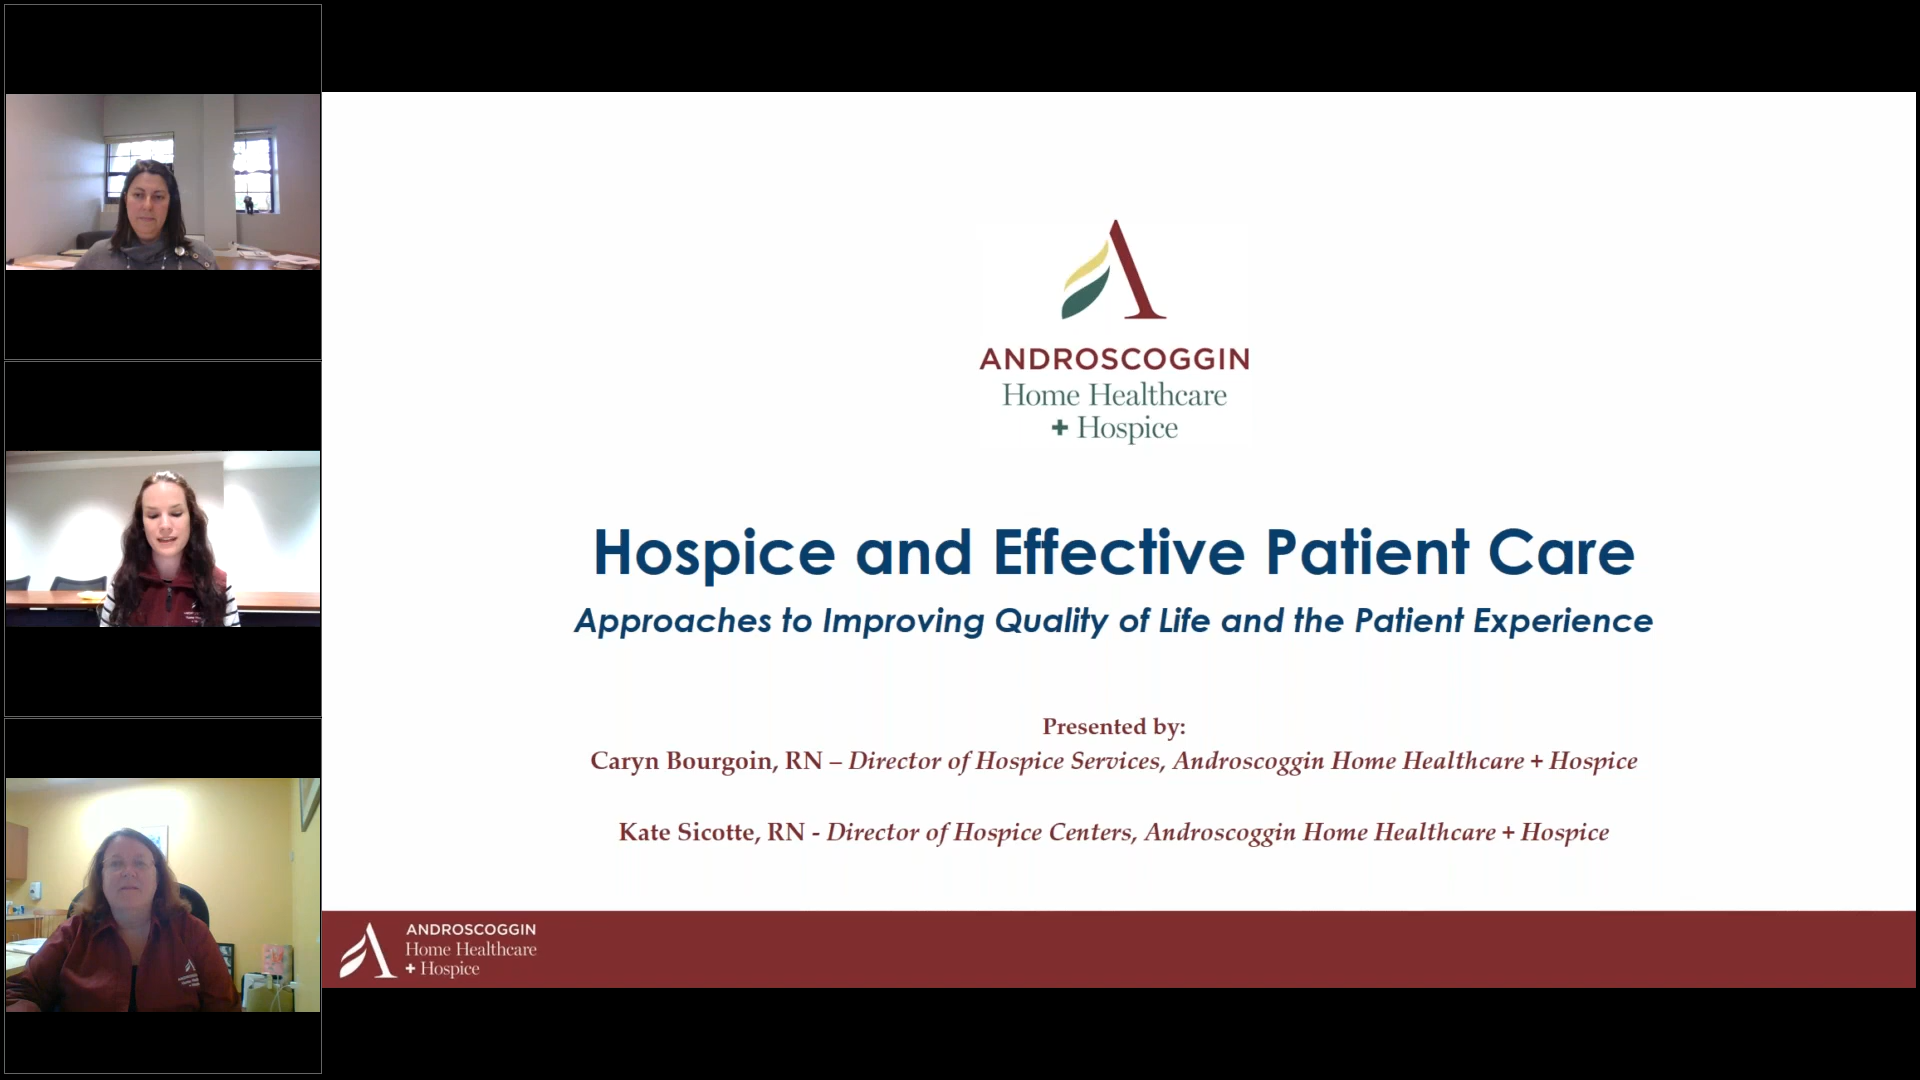 ANDROSCOGGIN
Home Healthcare
+ Hospice
Hospice and Effective Patient Care
Approaches to Improving Quality of Life and the Patient Experience
Presented by:
Caryn Bourgoin, RN – Director of Hospice Services, Androscoggin Home Healthcare + Hospice
Kate Sicotte, RN - Director of Hospice Centers, Androscoggin Home Healthcare + Hospice
ANDROSCOGGIN
Home Healthcare
+ Hospice